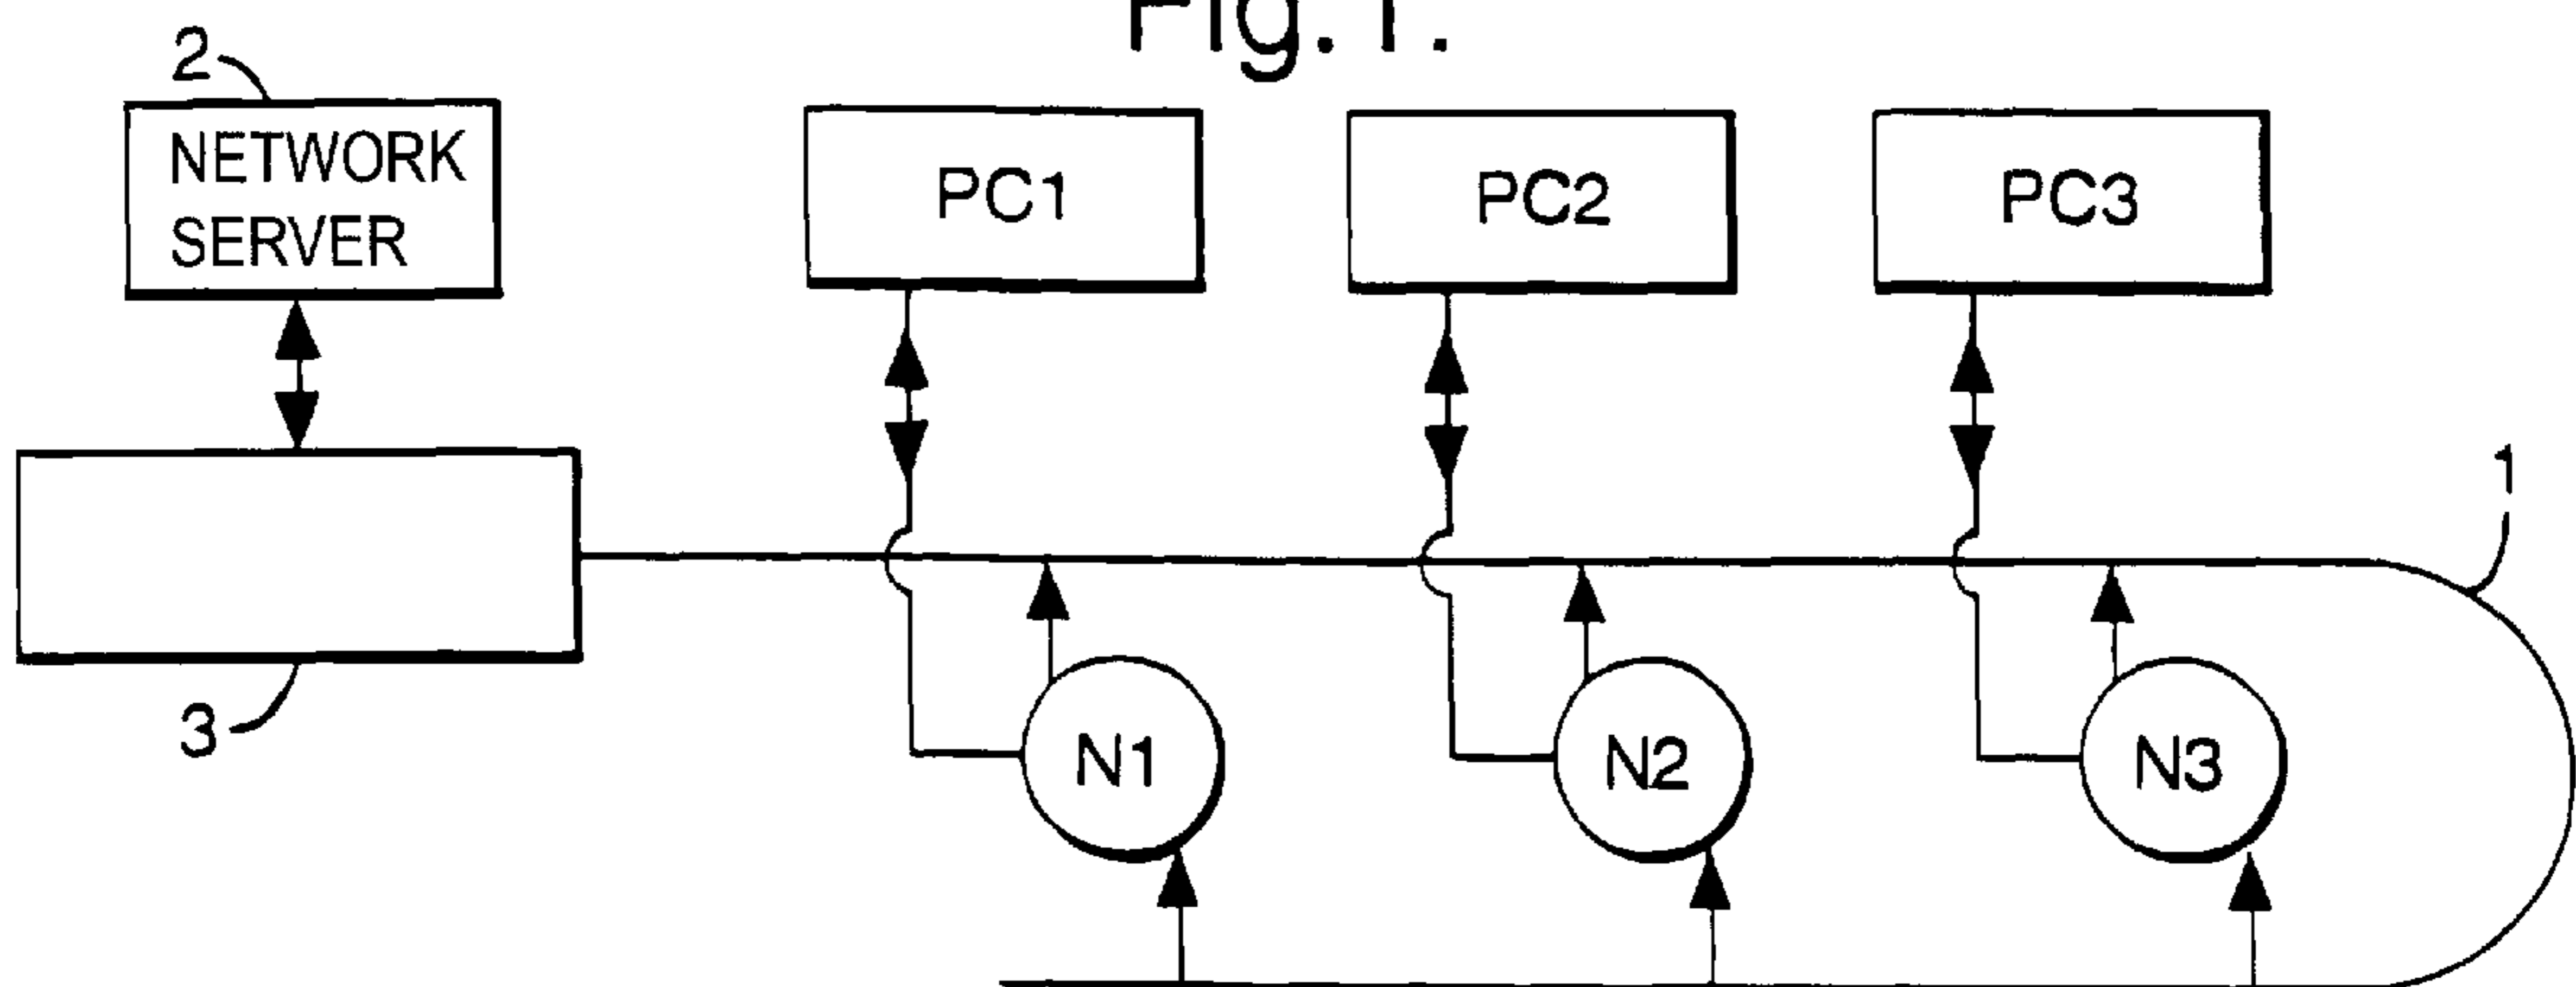 Fig.1.
2
NETWORK
SERVER
PC1
PC2
PC3
1
3
N1
N2
N3